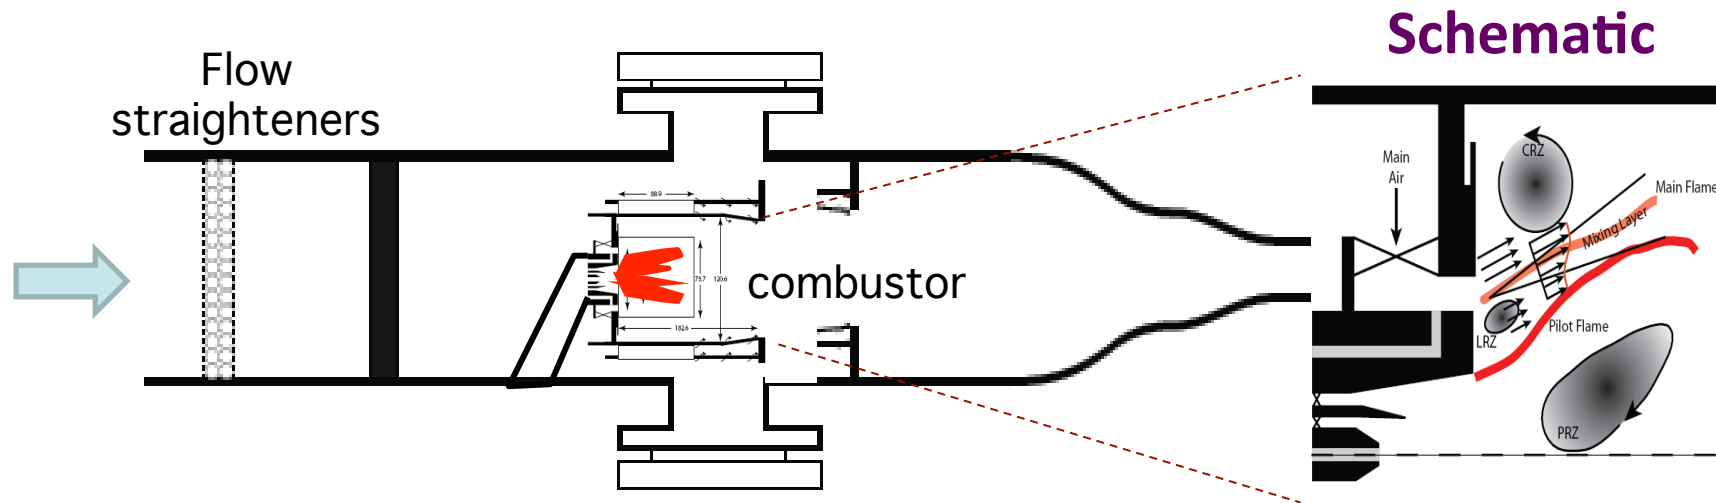 Schematic
Flow
straighteners
combustor
88.9
73.7
120.6
182.6
Main
Air
CRZ
Main Flame
Mixing Layer
LRZ
Pilot Flame
PRZ